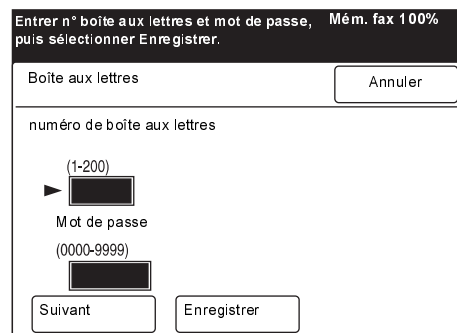 Entrer n° boîte aux lettres et mot de passe, Mém. fax 100%
puis sélectionner Enregistrer.
Boîte aux lettres Annuler
numéro de boîte aux lettres
(1-200)
Mot de passe
(0000-9999)
Suivant Enregistrer